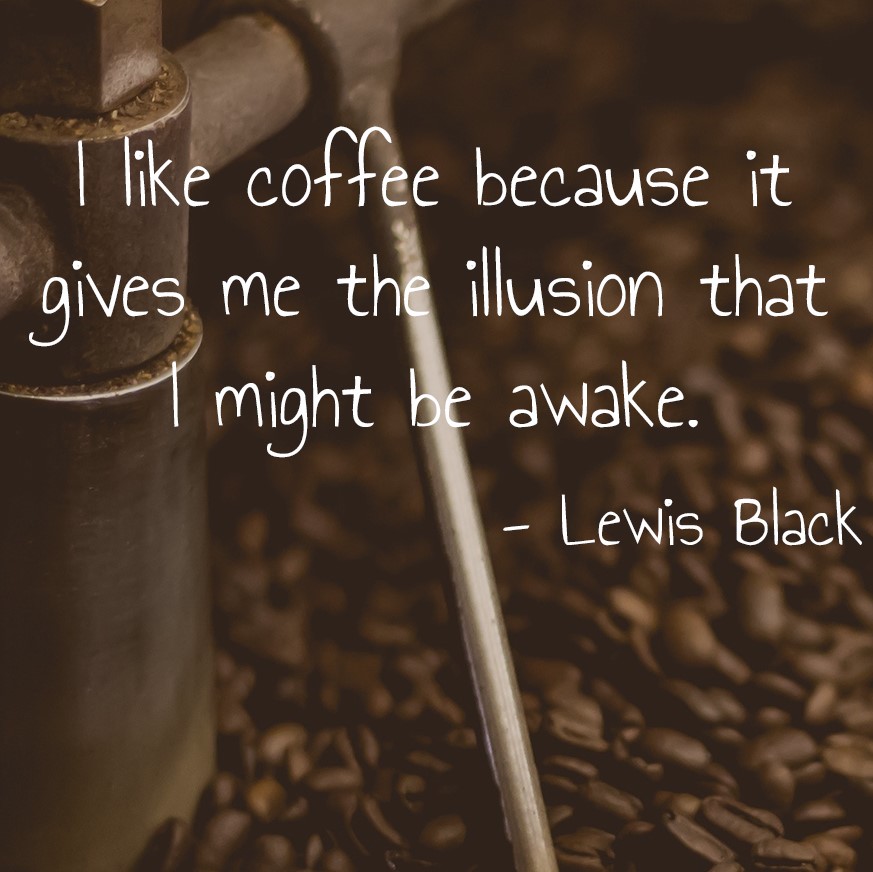 I like coffee because it
gives me the illusion that
I might be awake.
- Lewis Black